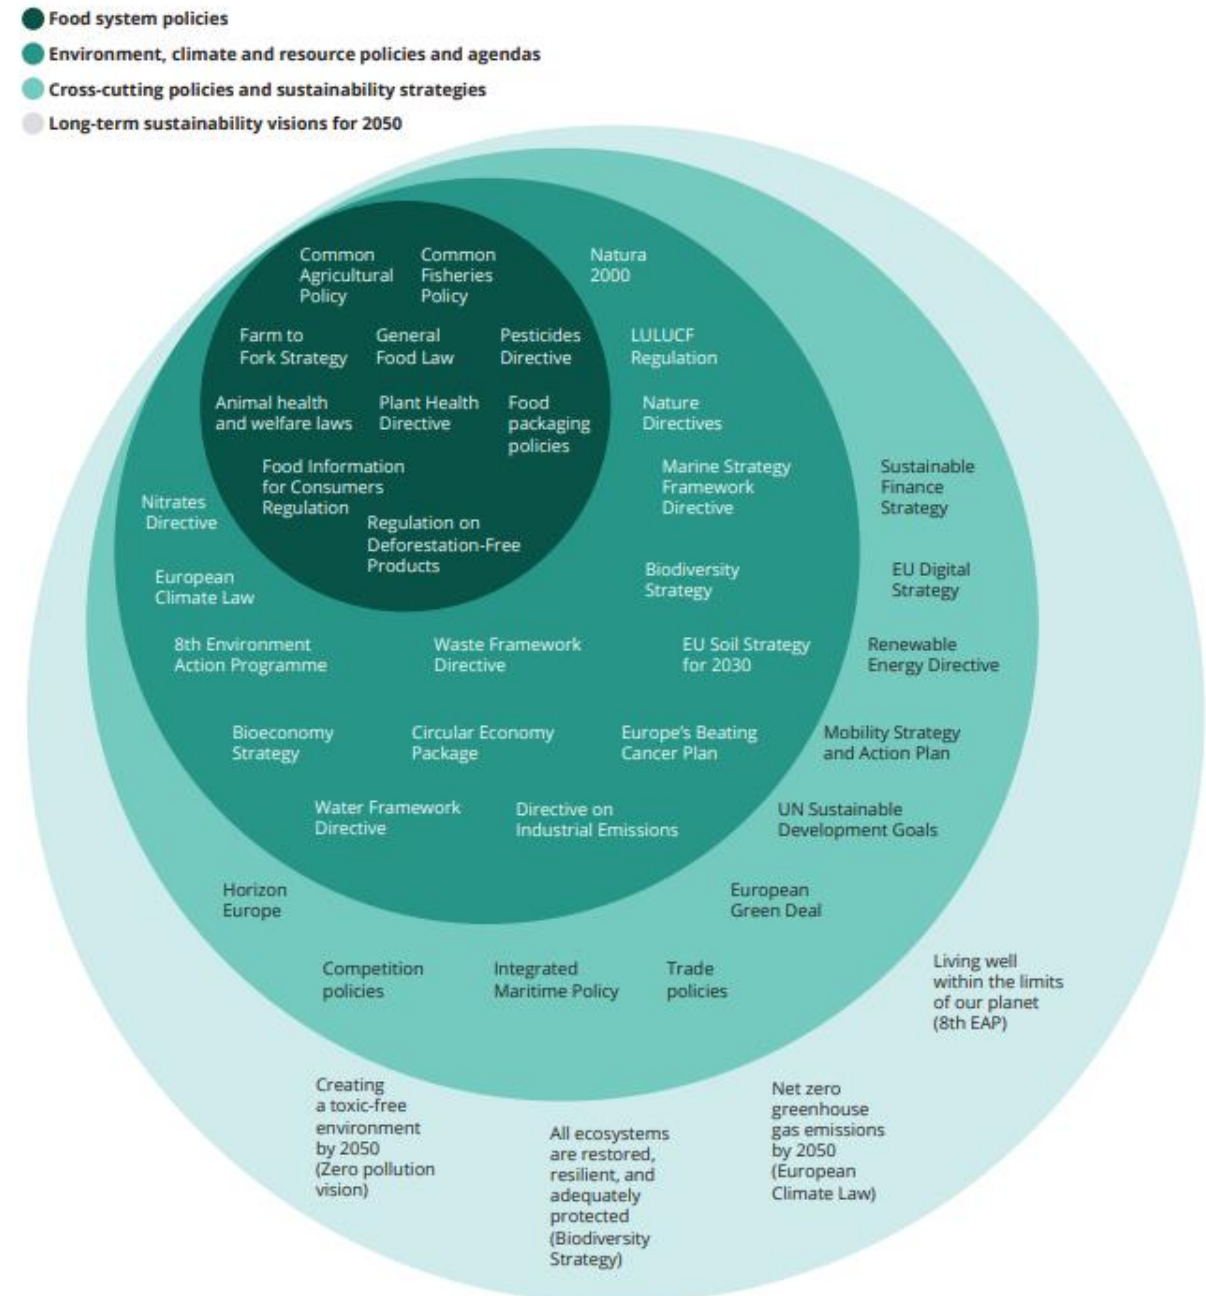 Food system policies
Environment, climate and resource policies and agendas
Cross-cutting policies and sustainability strategies
Long-term sustainability visions for 2050
Common
Agricultural
Policy
Common
Fisheries
Policy
Natura
2000
Farm to
Fork Strategy
General
Food Law
Pesticides
Directive
LULUCF
Regulation
Animal health
and welfare laws
Plant Health
Directive
Food
packaging
policies
Nature
Directives
Food Information
for Consumers
Regulation
Regulation on
Deforestation-Free
Products
Marine Strategy
Framework
Directive
Sustainable
Finance
Strategy
Nitrates
Directive
European
Climate Law
Biodiversity
Strategy
EU Digital
Strategy
8th Environment
Action Programme
Waste Framework
Directive
EU Soil Strategy
for 2030
Renewable
Energy Directive
Bioeconomy
Strategy
Circular Economy
Package
Europe's Beating
Cancer Plan
Mobility Strategy
and Action Plan
Water Framework
Directive
Directive on
Industrial Emissions
UN Sustainable
Development Goals
Horizon
Europe
European
Green Deal
Competition
policies
Integrated
Maritime Policy
Trade
policies
Living well
within the limits
of our planet
(8th EAP)
Creating
a toxic-free
environment
by 2050
(Zero pollution
vision)
All ecosystems
are restored,
resilient, and
adequately
protected
(Biodiversity
Strategy)
Net zero
greenhouse
gas emissions
by 2050
(European
Climate Law)